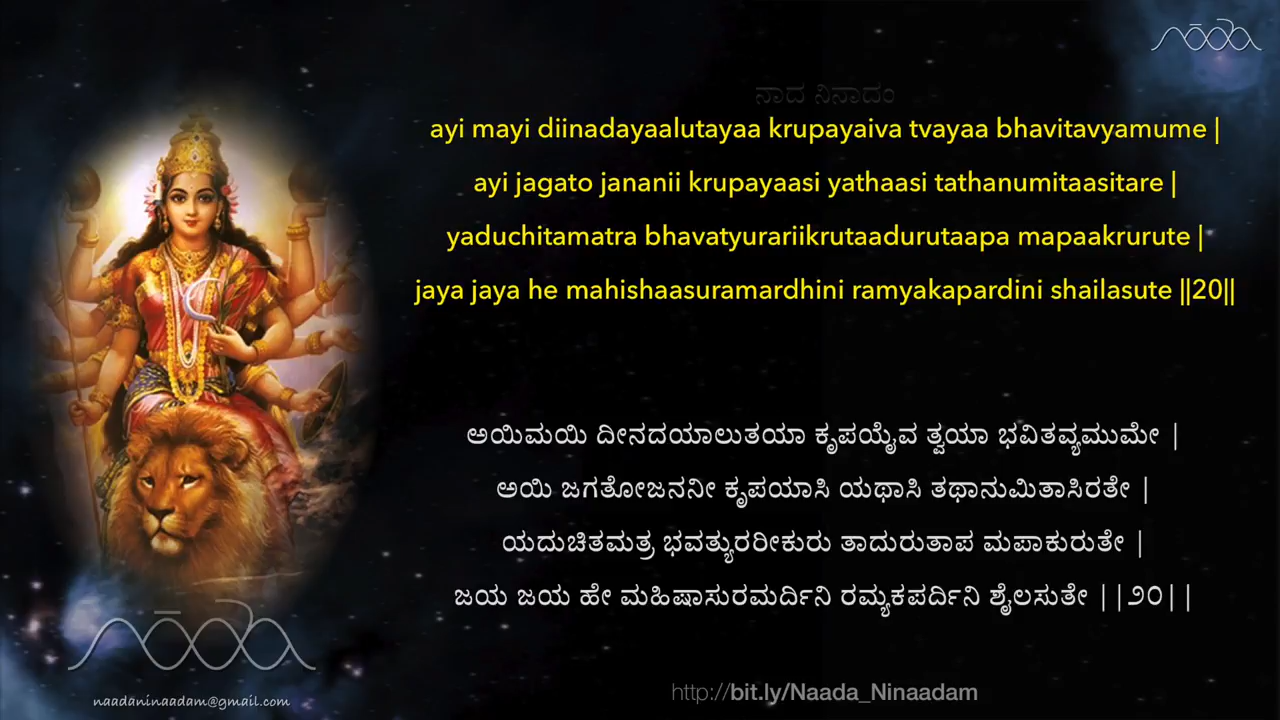 nāda
ನಾದ ನಿನಾದಂ
ayi mayi diinadayaalutayaa krupayaiva tvayaa bhavitavyamume |
ayi jagato jananii krupayaasi yathaasi tathanumitaasitare |
yaduchitamatra bhavatyurariikrutaadurutaapa mapaakrurute |
jaya jaya he mahishaasuramardhini ramyakapardini shailasute ||20||
ಅಯಿಮಯಿ ದೀನದಯಾಲುತಯಾ ಕೃಪಯೈವ ತ್ವಯಾ ಭವಿತವ್ಯಮುಮೇ |
ಅಯಿ ಜಗತೋಜನನೀ ಕೃಪಯಾಸಿ ಯಥಾಸಿ ತಥಾನುಮಿತಾಸಿರತೇ |
ಯದುಚಿತಮತ್ರ ಭವತ್ಯುರರೀಕುರು ತಾದುರುತಾಪ ಮಪಾಕುರುತೇ |
ಜಯ ಜಯ ಹೇ ಮಹಿಷಾಸುರಮರ್ದಿನಿ ರಮ್ಯಕಪರ್ದಿನಿ ಶೈಲಸುತೇ ||೨೦||
nāda
naadaninaadam@gmail.com
http://bit.ly/Naada_Ninaadam